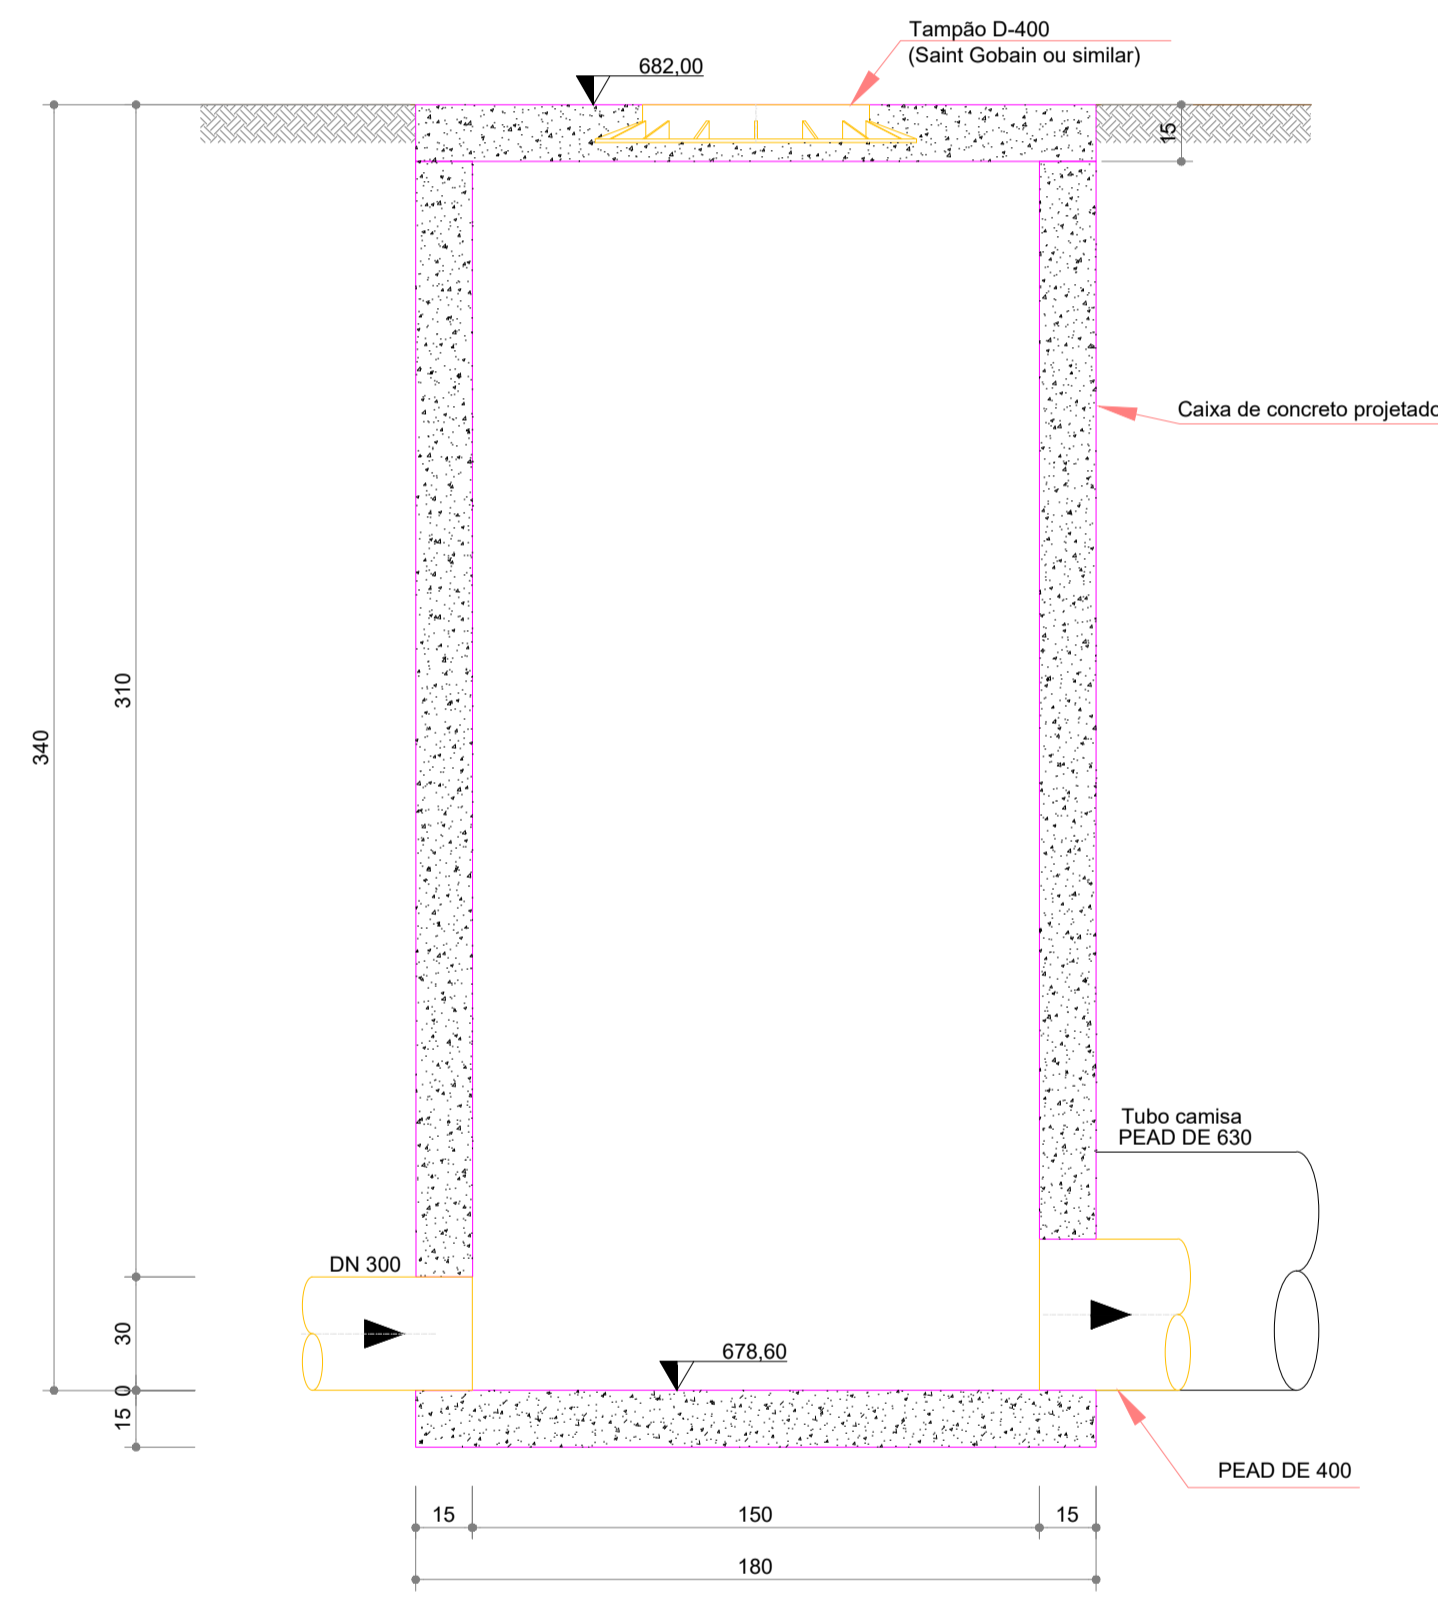 Tampão D-400
(Saint Gobain ou similar)
682,00
15
Caixa de concreto projetado
310
340
Tubo camisa
PEAD DE 630
DN 300
30
678,60
0
15
PEAD DE 400
15
150
15
180